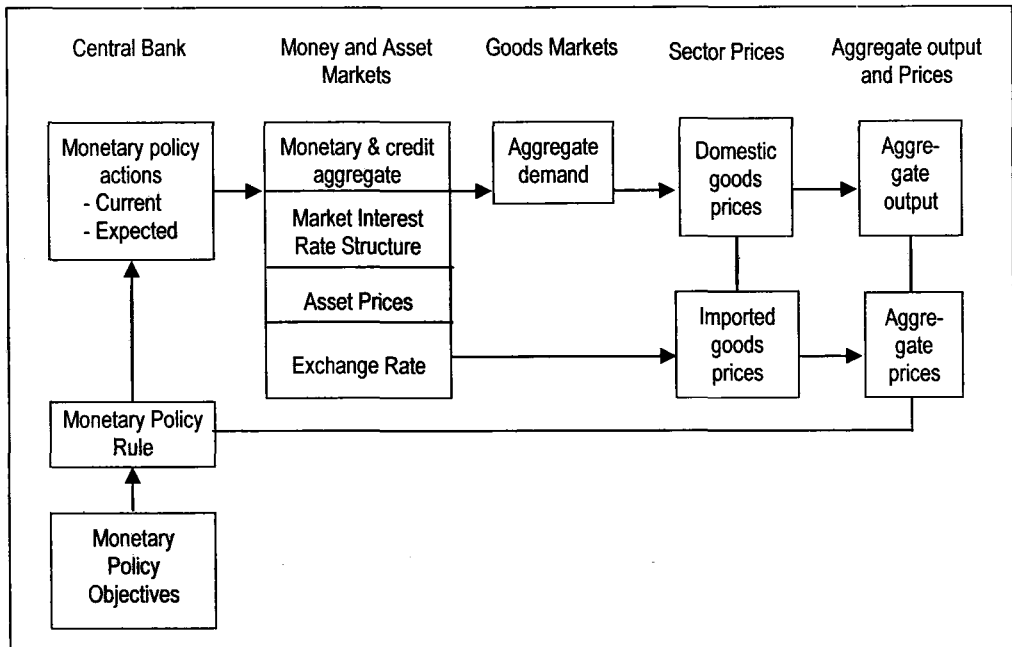 Central Bank
Money and Asset
Markets
Goods Markets
Sector Prices
Aggregate output
and Prices
Monetary policy
actions
- Current
- Expected
Monetary & credit
aggregate
Market Interest
Rate Structure
Asset Prices
Exchange Rate
Aggregate
demand
Domestic
goods
prices
Imported
goods
prices
Aggre-
gate
output
Aggre-
gate
prices
Monetary Policy
Rule
Monetary
Policy
Objectives